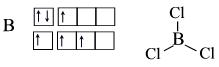 B ↑↓ ↑
↑ ↑ ↑
Cl
B
Cl Cl